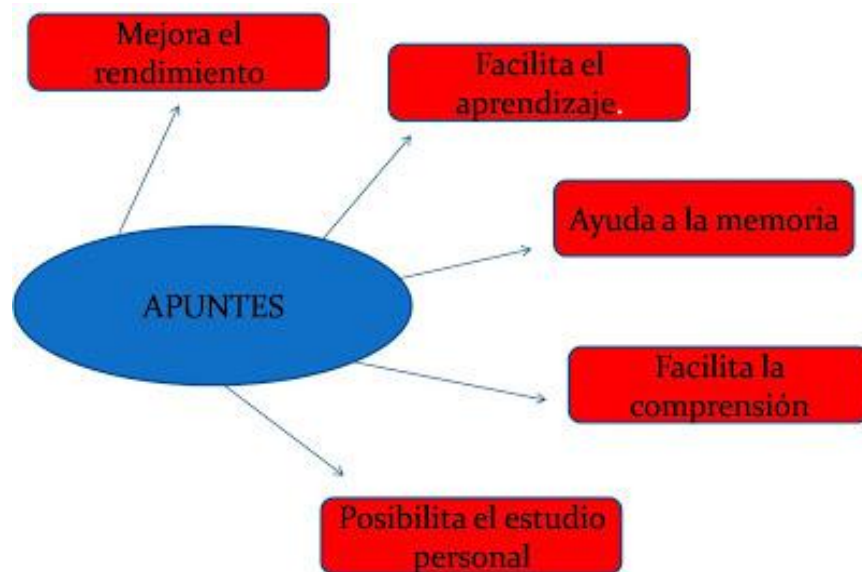 Mejora el
rendimiento
Facilita el
aprendizaje.
Ayuda a la memoria
APUNTES
Facilita la
comprensión
Posibilita el estudio
personal